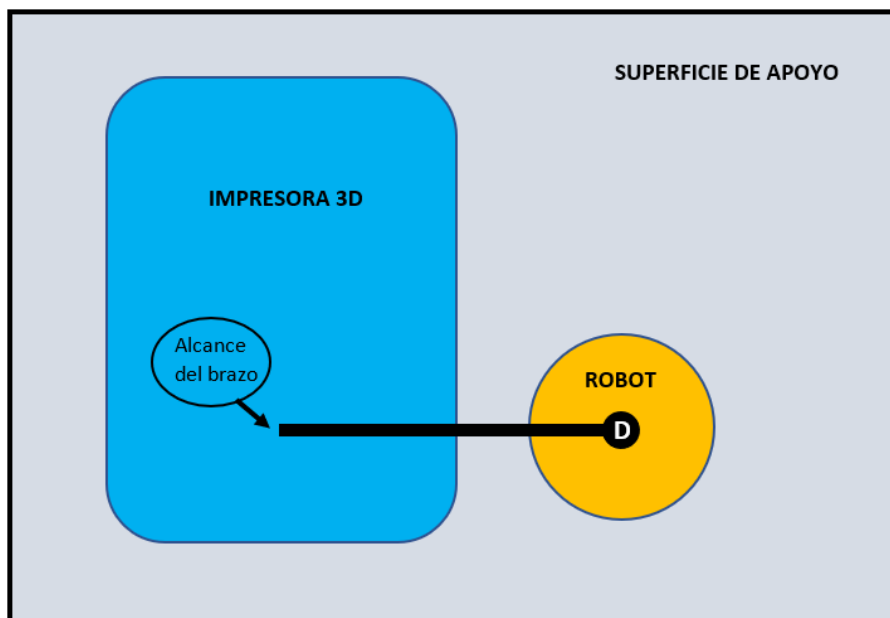 SUPERFICIE DE APOYO
IMPRESORA 3D
Alcance
del brazo
ROBOT
D